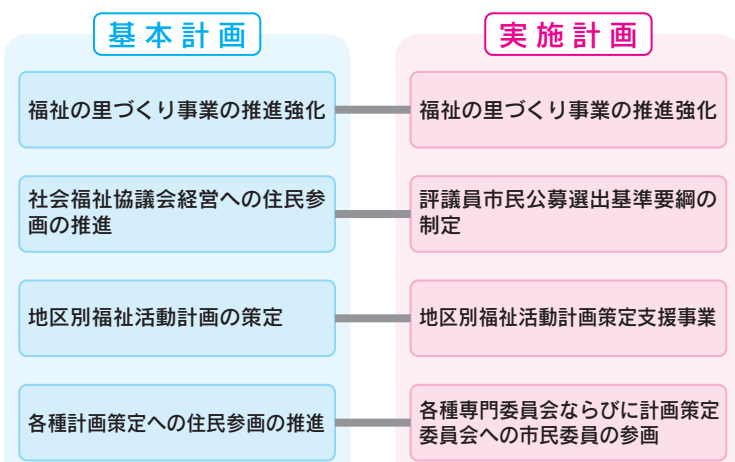 基本計画
実施計画
福祉の里づくり事業の推進強化
福祉の里づくり事業の推進強化
社会福祉協議会経営への住民参
画の推進
評議員市民公募選出基準要綱の
制定
地区別福祉活動計画の策定
地区別福祉活動計画策定支援事業
各種計画策定への住民参画の推進
各種専門委員会ならびに計画策定
委員会への市民委員の参画